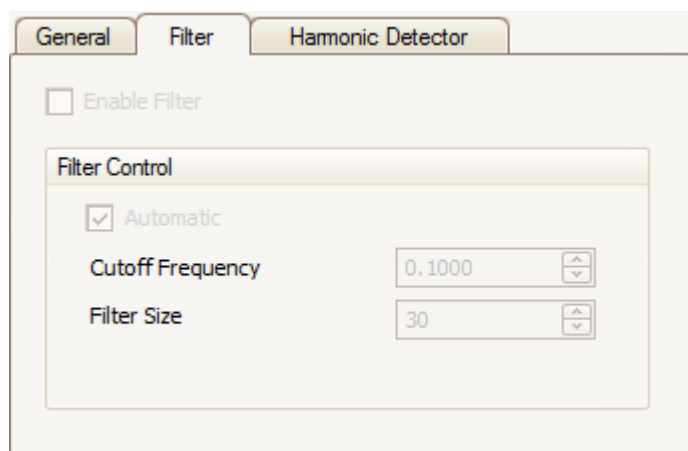 General Filter Harmonic Detector
Enable Filter
Filter Control
Automatic
Cutoff Frequency 0.1000
Filter Size 30